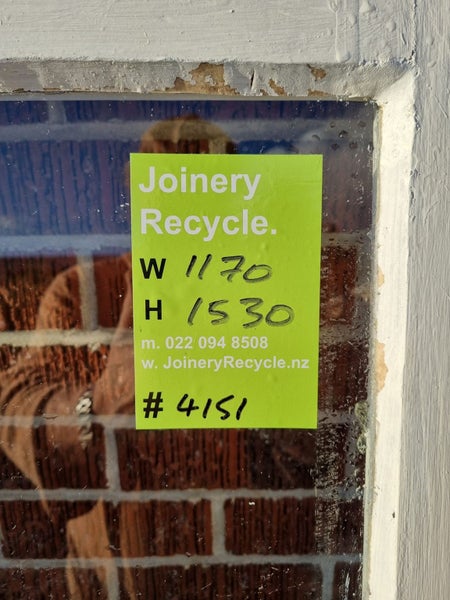 Joinery
Recycle.
W 1170
H 1530
m. 022 094 8508
w. JoineryRecycle.nz
# 4151